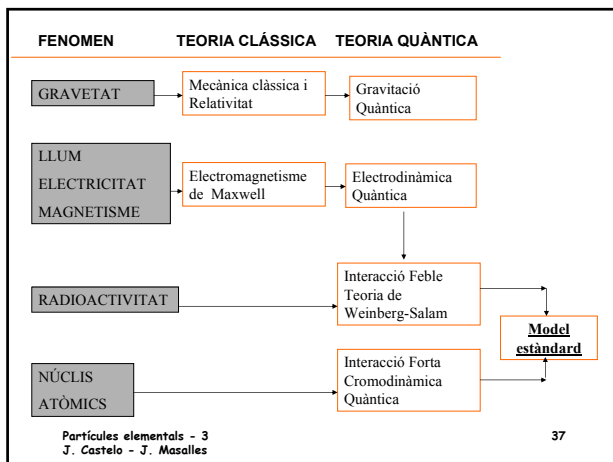 FENOMEN TEORIA CLÁSSICA TEORIA QUÀNTICA
GRAVETAT
Mecànica clàssica i
Relativitat
Gravitació
Quàntica
LLUM
ELECTRICITAT
MAGNETISME
Electromagnetisme
de Maxwell
Electrodinàmica
Quàntica
RADIOACTIVITAT
Interacció Feble
Teoria de
Weinberg-Salam
Model
estàndard
NÚCLIS
ATÒMICS
Interacció Forta
Cromodinàmica
Quàntica
Partícules elementals - 3
J. Castelo - J. Masalles
37